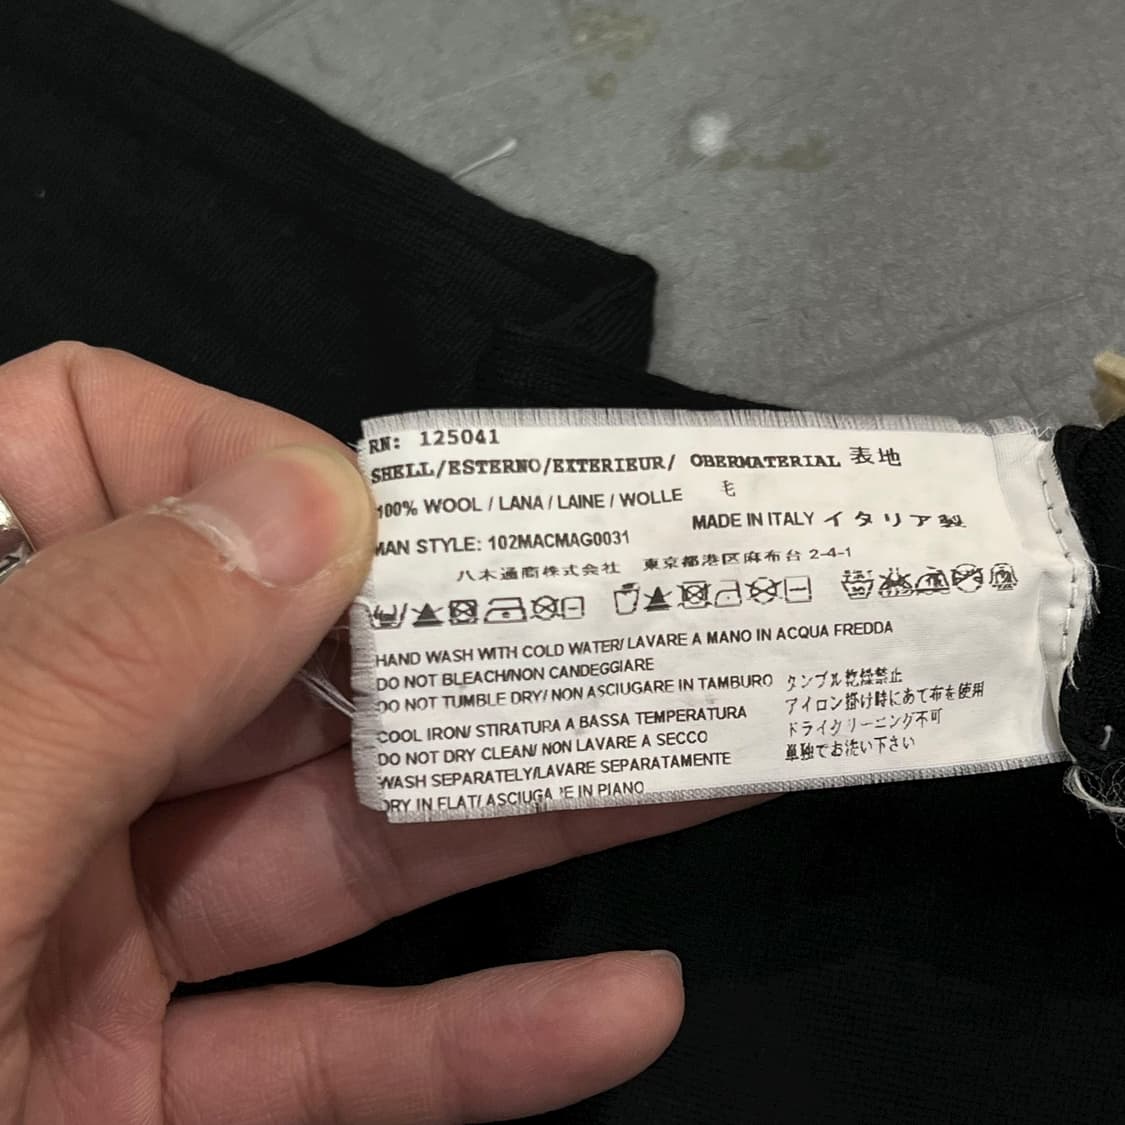 RN: 125041
SHELL/ESTERNO/EXTERIEUR/ OBERMATERIAL 表地
100% WOOL / LANA / LAINE / WOLLE 毛
MAN STYLE: 102MACMAG0031 MADE IN ITALY イタリア製
八木通商株式会社 東京都港区麻布台 2-4-1
HAND WASH WITH COLD WATER/ LAVARE A MANO IN ACQUA FREDDA
DO NOT BLEACH/NON CANDEGGIARE
DO NOT TUMBLE DRY/ NON ASCIUGARE IN TAMBURO タンブル乾燥禁止
COOL IRON/ STIRATURA A BASSA TEMPERATURA アイロン掛け時にあて布を使用
DO NOT DRY CLEAN/ NON LAVARE A SECCO ドライクリーニング不可
WASH SEPARATELY/LAVARE SEPARATAMENTE 単独でお洗い下さい
DRY IN FLAT/ IN PIANO